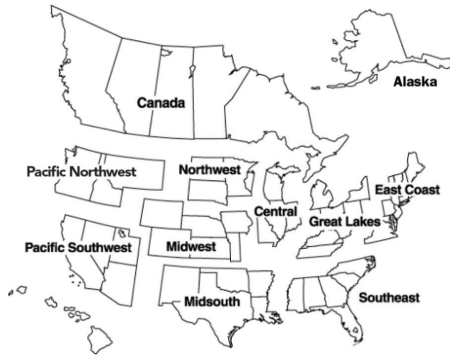 Alaska
Canada
Pacific Northwest
Northwest
East Coast
Central
Great Lakes
Pacific Southwest
Midwest
Midsouth
Southeast